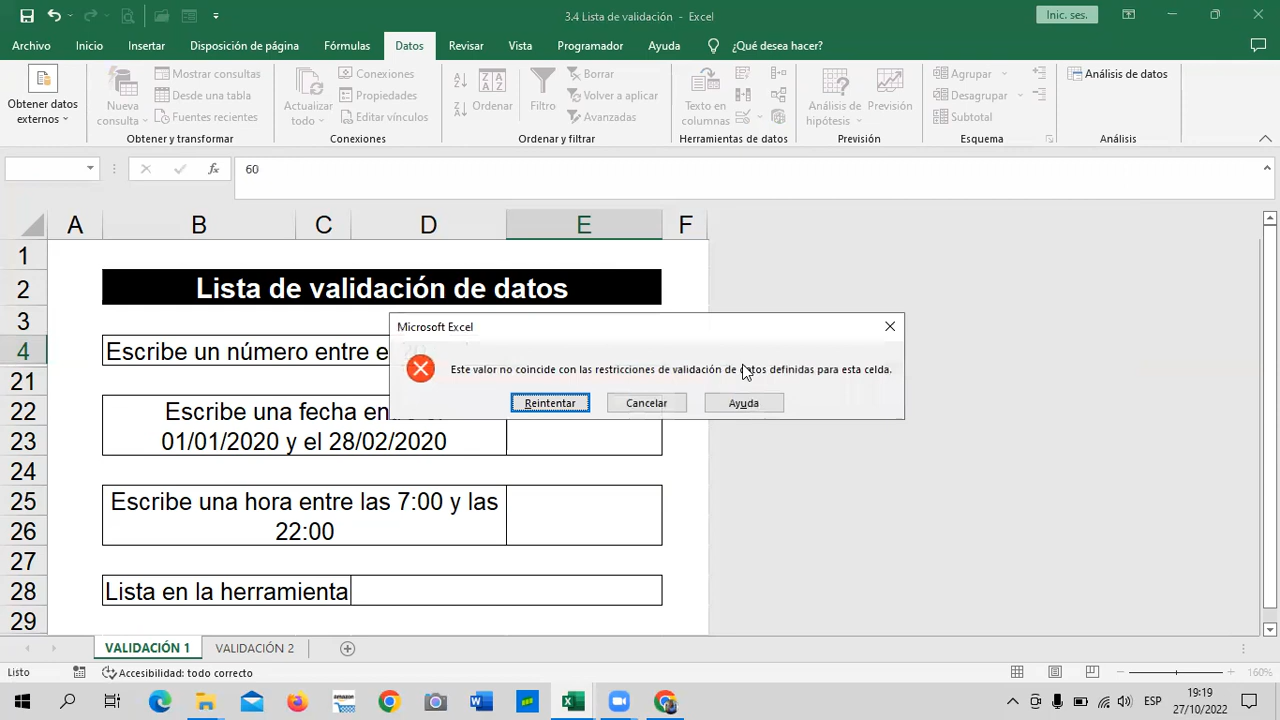 3.4 Lista de validación - Excel
Inic. ses.
Archivo Inicio Insertar Disposición de página Fórmulas Datos Revisar Vista Programador Ayuda ¿Qué desea hacer?
Obtener datos externos
Nueva consulta
Mostrar consultas
Desde una tabla
Fuentes recientes
Obtener y transformar
Actualizar todo
Conexiones
Propiedades
Editar vínculos
Conexiones
Ordenar
Filtro
Borrar
Volver a aplicar
Avanzadas
Ordenar y filtrar
Texto en columnas
Herramientas de datos
Análisis de hipótesis
Previsión
Previsión
Agrupar
Desagrupar
Subtotal
Esquema
Análisis de datos
Análisis
fx 60
A B C D E F
1
2 Lista de validación de datos
3
4 Escribe un número entre e
21
22 Escribe una fecha entre el
23 01/01/2020 y el 28/02/2020
24
25 Escribe una hora entre las 7:00 y las
26 22:00
27
28 Lista en la herramienta
29
Microsoft Excel
Este valor no coincide con las restricciones de validación de datos definidas para esta celda.
Reintentar Cancelar Ayuda
VALIDACIÓN 1 VALIDACIÓN 2
Listo Accesibilidad: todo correcto 160%
ESP
19:19
27/10/2022